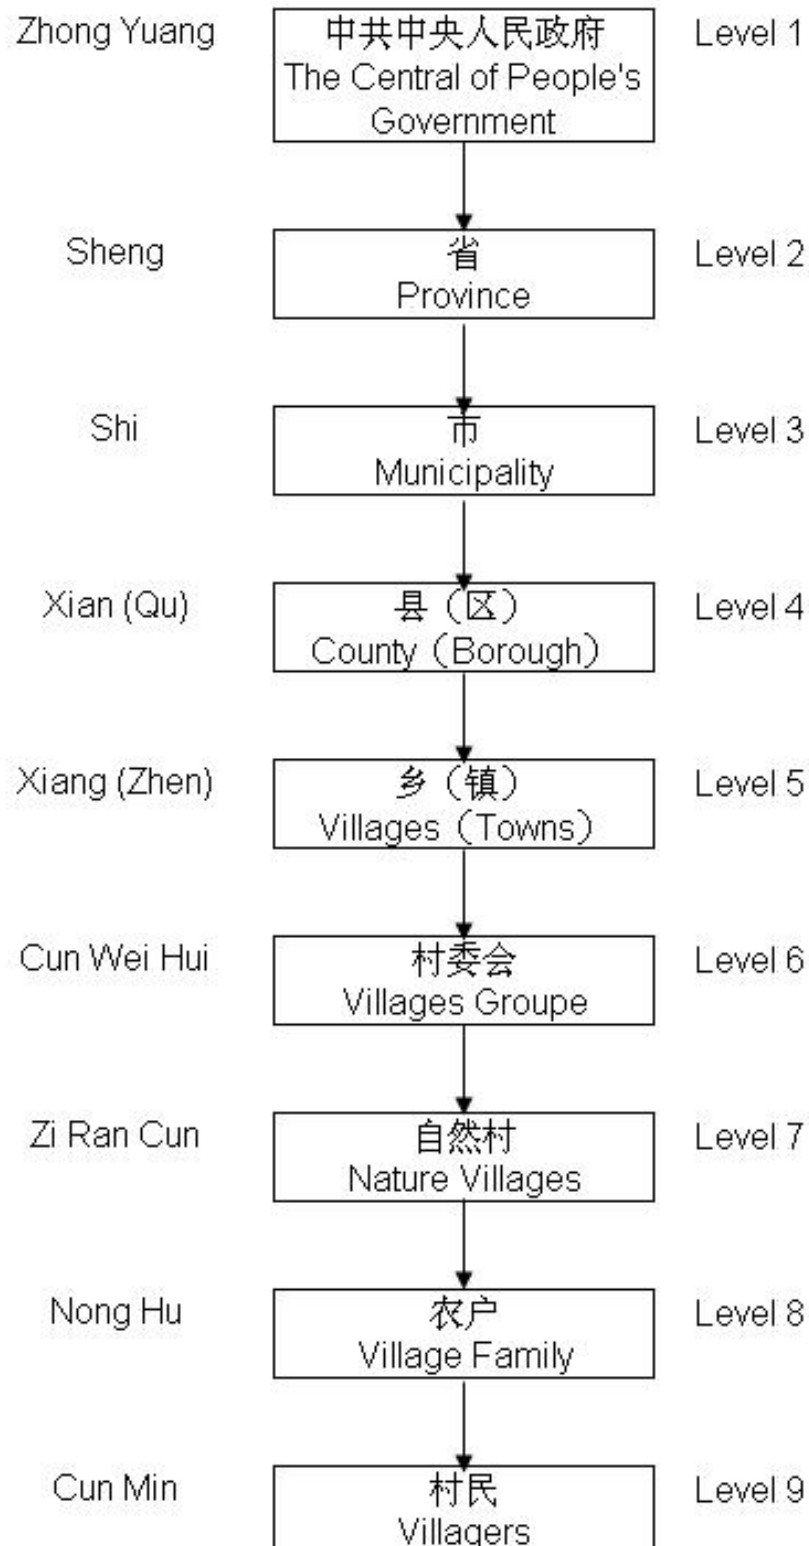 Zhong Yuang
中共中央人民政府
The Central of People's
Government
Level 1
Sheng
省
Province
Level 2
Shi
市
Municipality
Level 3
Xian (Qu)
县（区）
County（Borough）
Level 4
Xiang (Zhen)
乡（镇）
Villages（Towns）
Level 5
Cun Wei Hui
村委会
Villages Groupe
Level 6
Zi Ran Cun
自然村
Nature Villages
Level 7
Nong Hu
农户
Village Family
Level 8
Cun Min
村民
Villagers
Level 9